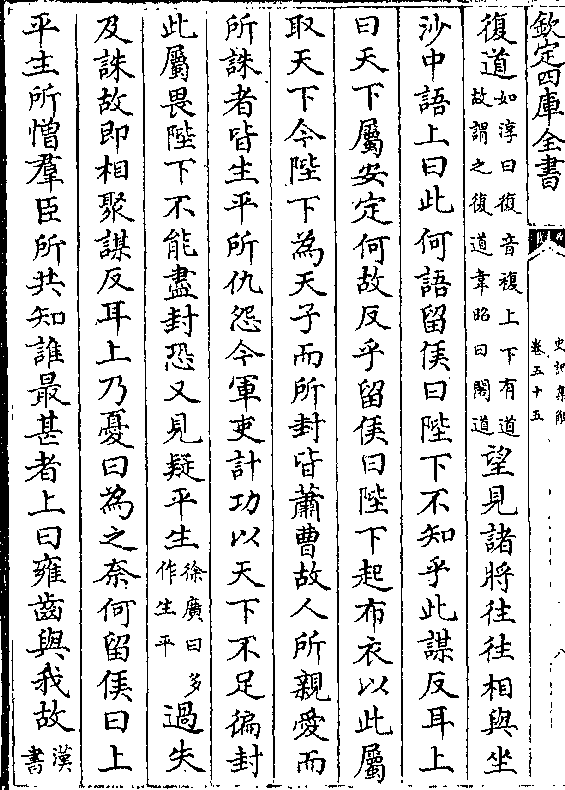 欽定四庫全書
史記集解
卷五十五
復道如淳曰復音複上下有道故謂之復道韋昭曰閣道望見諸將往往相與坐
沙中語上曰此何語留侯曰陛下不知乎此謀反耳上
曰天下屬安定何故反乎留侯曰陛下起布衣以此屬
取天下今陛下為天子而所封皆蕭曹故人所親愛而
所誅者皆生平所仇怨今軍吏計功以天下不足徧封
此屬畏陛下不能盡封恐又見疑平生徐廣曰多作生平過失
及誅故即相聚謀反耳上乃憂曰為之奈何留侯曰上
平生所憎羣臣所共知誰最甚者上曰雍齒與我故漢書